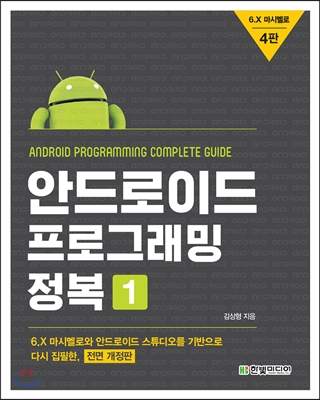 6.X 마시멜로
4판
ANDROID PROGRAMMING COMPLETE GUIDE
안드로이드
프로그래밍
정복 1
김상형 지음
6.X 마시멜로와 안드로이드 스튜디오를 기반으로
다시 집필한, 전면 개정판
한빛미디어